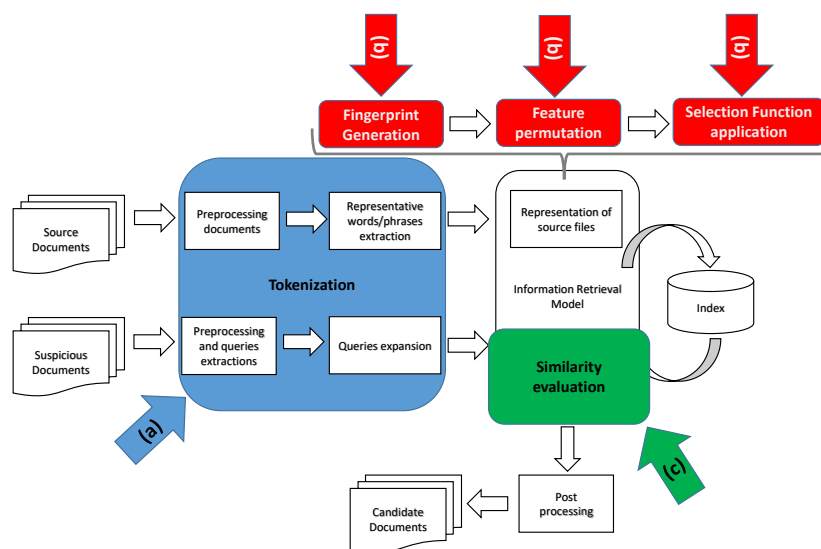 (b)
(b)
(b)
Fingerprint
Generation
Feature
permutation
Selection Function
application
Source
Documents
Preprocessing
documents
Representative
words/phrases
extraction
Representation of
source files
Tokenization
Information Retrieval
Model
Index
Suspicious
Documents
Preprocessing
and queries
extractions
Queries expansion
Similarity
evaluation
(a)
(c)
Post
processing
Candidate
Documents